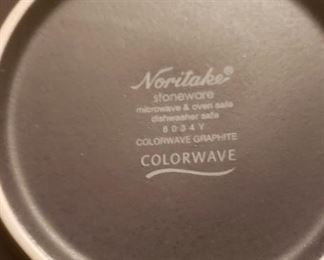 Noritake®
stoneware
microwave & oven safe
dishwasher safe
8034Y
COLORWAVE GRAPHITE
COLORWAVE